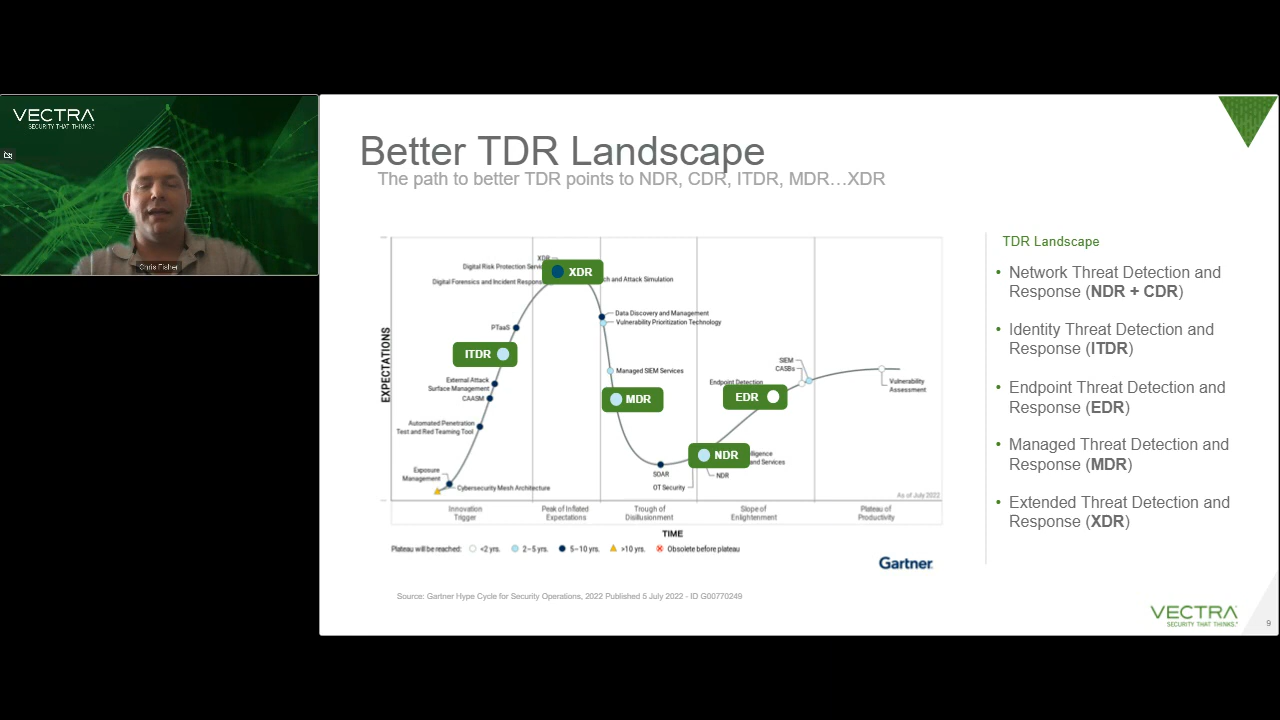 VECTRA
SECURITY THAT THINKS.
Chris Fisher
Better TDR Landscape
The path to better TDR points to NDR, CDR, ITDR, MDR...XDR
EXPECTATIONS
XDR
Digital Risk Protection
XDR
ch and Attack Simulation
Digital Forensics and Incident
Data Discovery and Management
Vulnerability Prioritization Technology
PTaaS
ITDR
External Attack
Surface Management
CAASM
Managed SIEM Services
MDR
SIEM
CASBs
Endpoint Detection
EDR
Vulnerability
Assessment
Automated Penetration
Test and Red Teaming Tool
NDR
lligence
and Services
NDR
Exposure
Management
Cybersecurity Mesh Architecture
SOAR
OT Security
As of July 2022
Innovation
Trigger
Peak of Inflated
Expectations
Trough of
Disillusionment
Slope of
Enlightenment
Plateau of
Productivity
TIME
Plateau will be reached: <2 yrs. 2–5 yrs. 5–10 yrs. >10 yrs. Obsolete before plateau
Gartner
Source: Gartner Hype Cycle for Security Operations, 2022 Published 5 July 2022 - ID G00770249
TDR Landscape
• Network Threat Detection and
Response (NDR + CDR)
• Identity Threat Detection and
Response (ITDR)
• Endpoint Threat Detection and
Response (EDR)
• Managed Threat Detection and
Response (MDR)
• Extended Threat Detection and
Response (XDR)
VECTRA
SECURITY THAT THINKS.
9